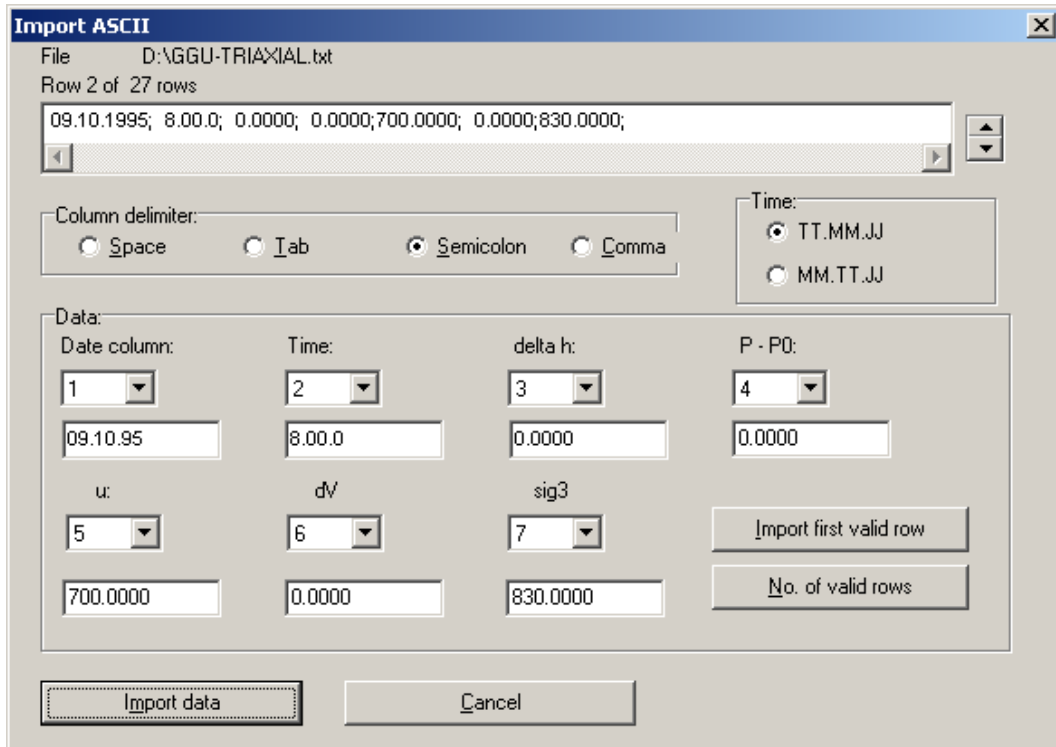 Import ASCII
File D:\GGU-TRIAXIAL.txt
Row 2 of 27 rows
09.10.1995; 8.00.0; 0.0000; 0.0000;700.0000; 0.0000;830.0000;
Column delimiter:
Space Tab Semicolon Comma
Time:
TT.MM.JJ
MM.TT.JJ
Data:
Date column: Time: delta h: P - P0:
1 2 3 4
09.10.95 8.00.0 0.0000 0.0000
u: dV sig3
5 6 7
Import first valid row
700.0000 0.0000 830.0000
No. of valid rows
Import data Cancel